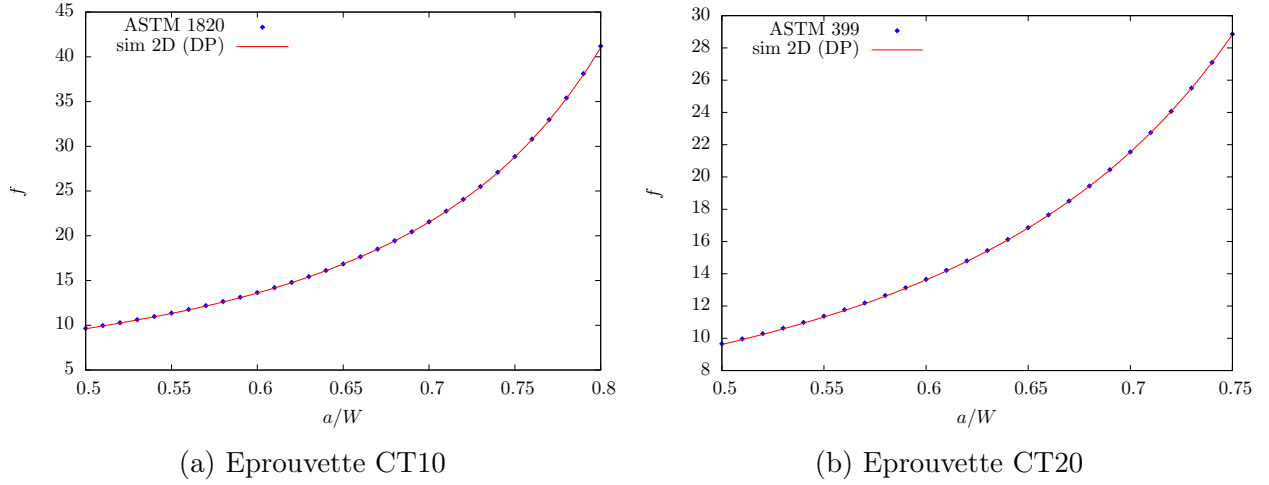 ASTM 1820
sim 2D (DP)
45
40
35
30
25
20
15
10
5
f
0.5 0.55 0.6 0.65 0.7 0.75 0.8
a/W
(a) Eprouvette CT10
ASTM 399
sim 2D (DP)
30
28
26
24
22
20
18
16
14
12
10
8
f
0.5 0.55 0.6 0.65 0.7 0.75
a/W
(b) Eprouvette CT20